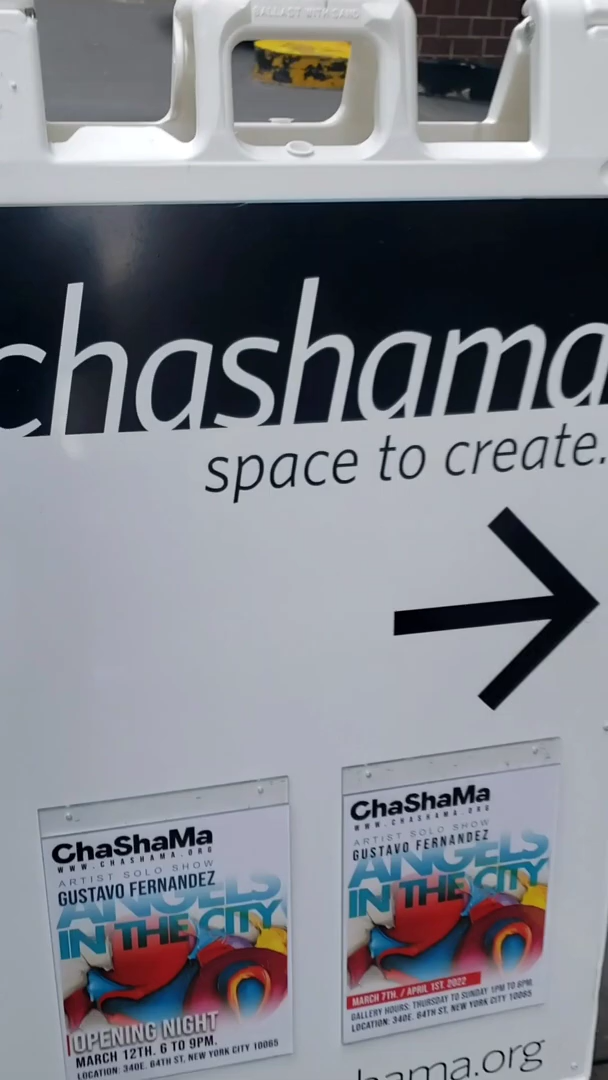 BALLAST WITH SAND
chashama
space to create.
ChaShaMa
WWW.CHASHAMA.ORG
ARTIST SOLO SHOW
GUSTAVO FERNANDEZ
ANGELS
IN THE CITY
OPENING NIGHT
MARCH 12TH. 6 TO 9PM.
LOCATION: 340E. 64TH ST, NEW YORK CITY 10065
ChaShaMa
WWW.CHASHAMA.ORG
ARTIST SOLO SHOW
GUSTAVO FERNANDEZ
ANGELS
IN THE CITY
MARCH 7TH. / APRIL 1ST. 2022
GALLERY HOURS: THURSDAY TO SUNDAY 1PM TO 6PM.
LOCATION: 340E. 64TH ST, NEW YORK CITY 10065
hama.org